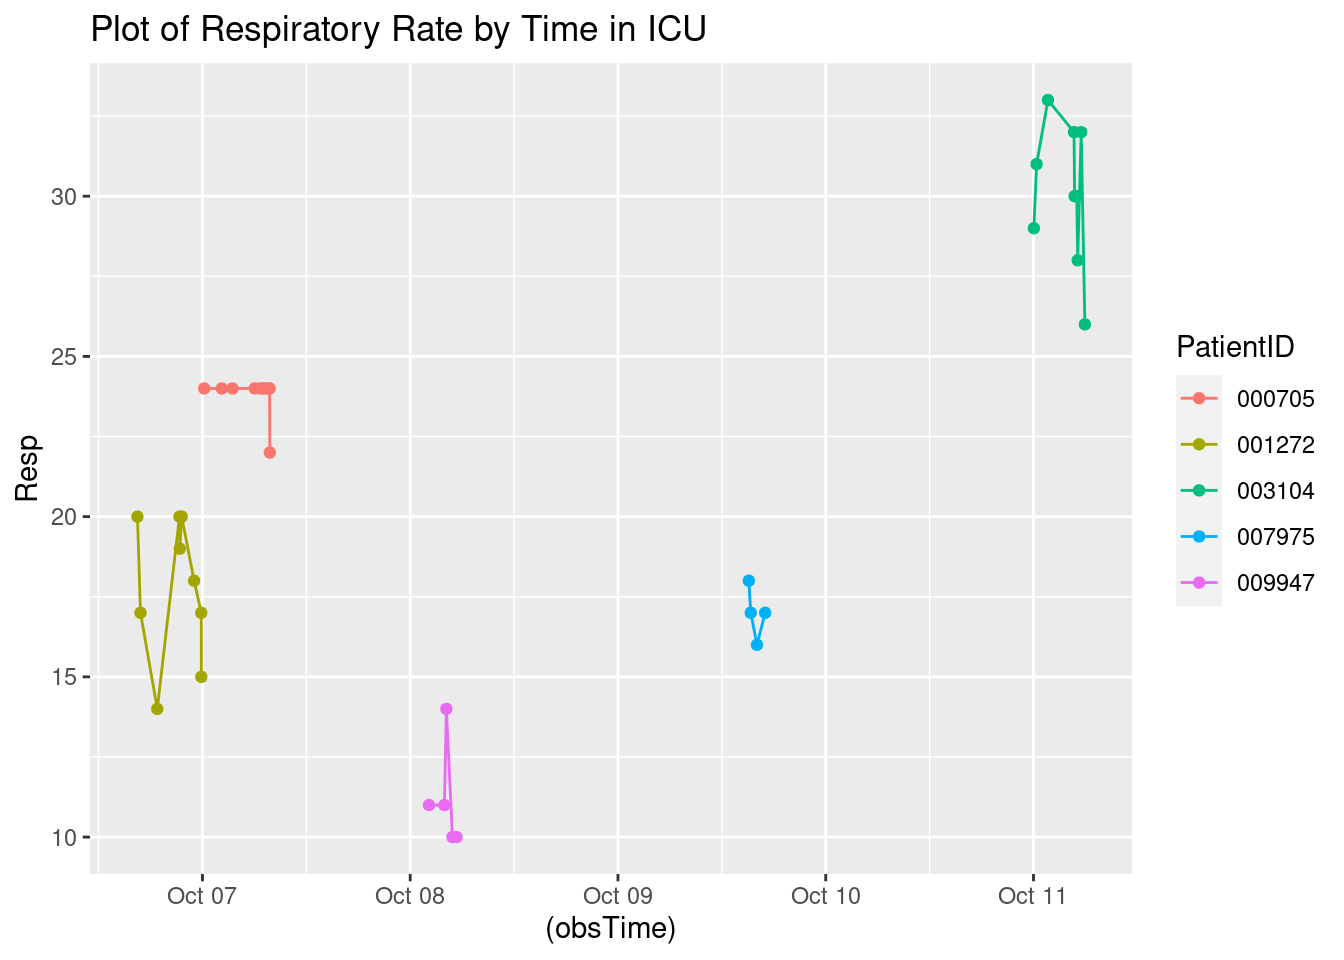 Plot of Respiratory Rate by Time in ICU
Resp
30
25
20
15
10
Oct 07
Oct 08
Oct 09
Oct 10
Oct 11
(obsTime)
PatientID
000705
001272
003104
007975
009947